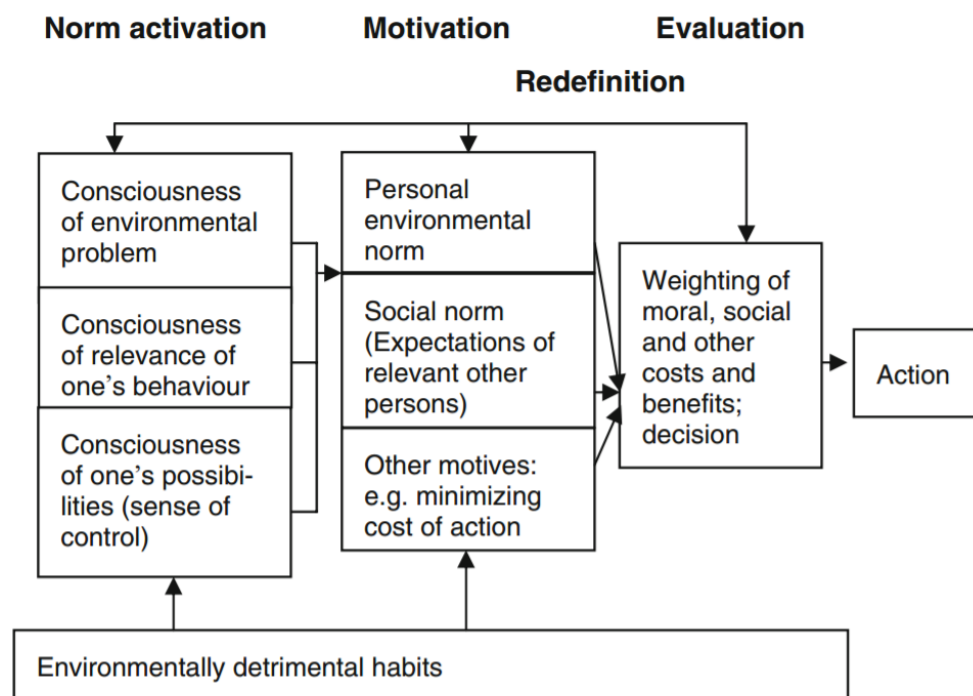 Norm activation
Motivation
Evaluation
Redefinition
Consciousness
of environmental
problem
Consciousness
of relevance of
one's behaviour
Consciousness
of one's possibi-
lities (sense of
control)
Personal
environmental
norm
Social norm
(Expectations of
relevant other
persons)
Other motives:
e.g. minimizing
cost of action
Weighting of
moral, social
and other
costs and
benefits;
decision
Action
Environmentally detrimental habits